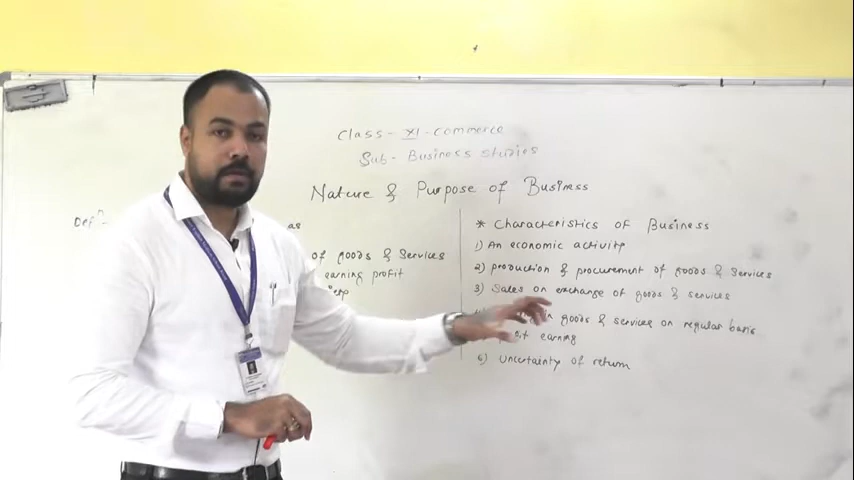 Class - XI - Commerce
Sub - Business Studies
Nature & Purpose of Business
Defn -
as
of goods & Services
earning profit
* Characteristics of Business
1) An economic activity
2) production & procurement of goods & services
3) Sales on exchange of goods & services
goods & services on regular basis
earning
6) uncertainty of return